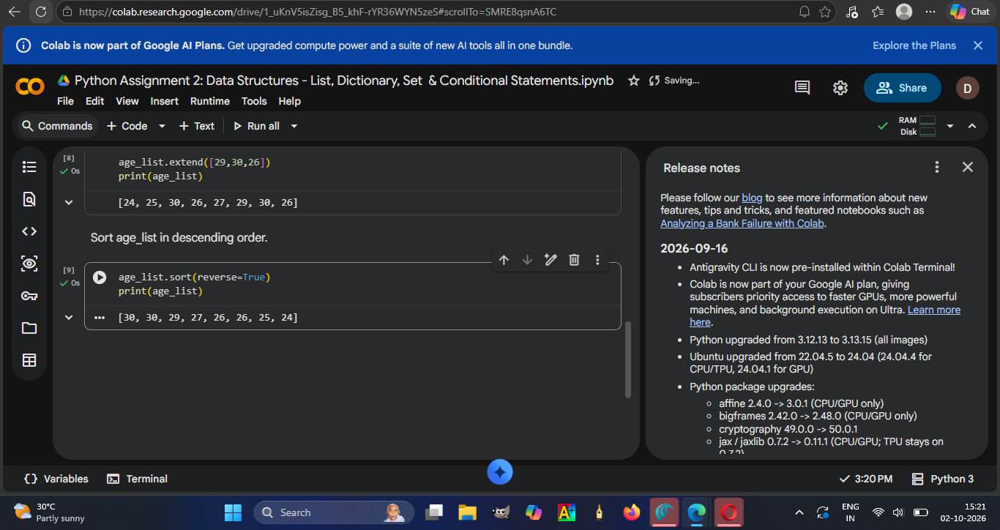 https://colab.research.google.com/drive/1_uKnV5isZisg_B5_khF-rYR36WYN5zeS#scrollTo=SMRE8qsnA6TC
Chat
Colab is now part of Google AI Plans. Get upgraded compute power and a suite of new AI tools all in one bundle.
Explore the Plans
Python Assignment 2: Data Structures - List, Dictionary, Set & Conditional Statements.ipynb
Saving...
File Edit View Insert Runtime Tools Help
Share
D
Commands + Code + Text Run all
RAM
Disk
[8]
0s
age_list.extend([29,30,26])
print(age_list)
[24, 25, 30, 26, 27, 29, 30, 26]
Sort age_list in descending order.
[9]
0s
age_list.sort(reverse=True)
print(age_list)
[30, 30, 29, 27, 26, 26, 25, 24]
Release notes
Please follow our blog to see more information about new
features, tips and tricks, and featured notebooks such as
Analyzing a Bank Failure with Colab.
2026-09-16
• Antigravity CLI is now pre-installed within Colab Terminal!
• Colab is now part of your Google AI plan, giving
subscribers priority access to faster GPUs, more powerful
machines, and background execution on Ultra. Learn more
here.
• Python upgraded from 3.12.13 to 3.13.15 (all images)
• Ubuntu upgraded from 22.04.5 to 24.04 (24.04.4 for
CPU/TPU, 24.04.1 for GPU)
• Python package upgrades:
affine 2.4.0 -> 3.0.1 (CPU/GPU only)
bigframes 2.42.0 -> 2.48.0 (CPU/GPU only)
cryptography 49.0.0 -> 50.0.1
jax / jaxlib 0.7.2 -> 0.11.1 (CPU/GPU; TPU stays on
0.7.2)
Variables
Terminal
3:20 PM
Python 3
30°C
Partly sunny
Search
ENG
IN
15:21
02-10-2026